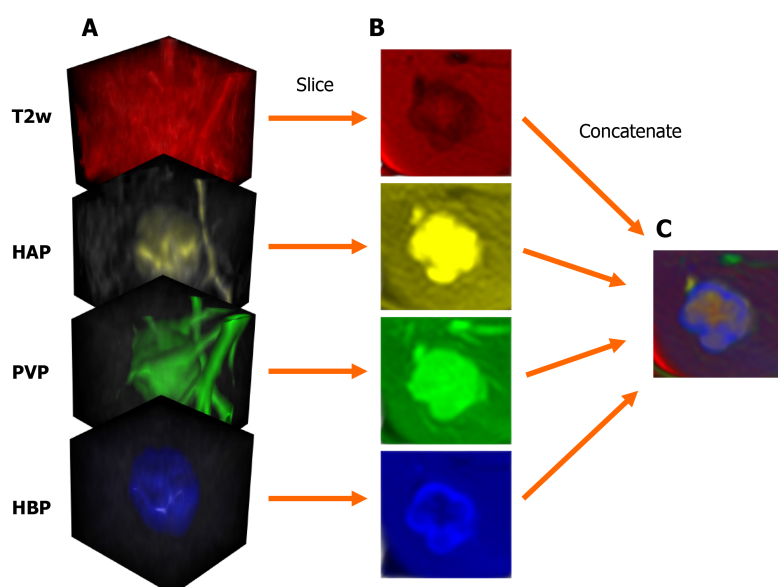 A
B
Slice
T2w
Concatenate
C
HAP
PVP
HBP